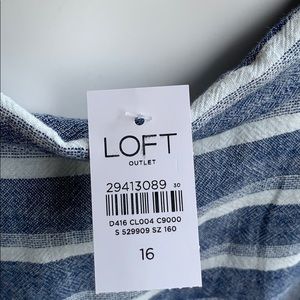 LOFT
OUTLET
29413089 30
D416 CL004 C9000
S 529909 SZ 160
16